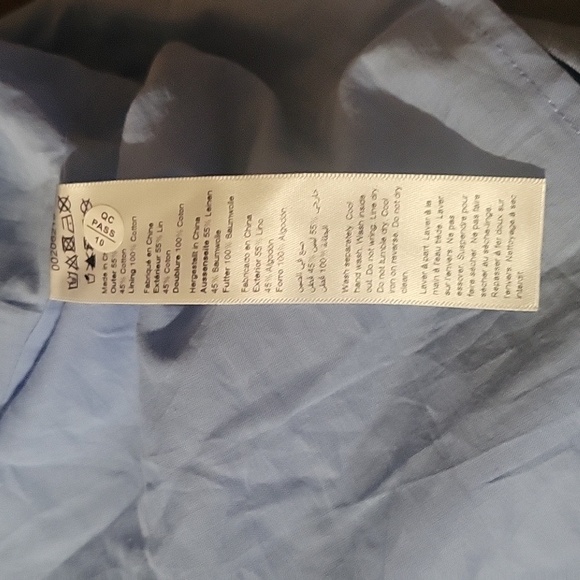 QC
PASS
10
Made in
Outer 55%
45% Cotton
Lining 100% Cotton
Fabriqué en China
Extérieur 55% Lin
45% Coton
Doublure 100% Coton
Hergestellt in China
Aussenseite 55% Leinen
45% Baumwolle
Futter 100% Baumwolle
Fabricado en China
Exterior 55% Lino
45% Algodón
Forro 100% Algodón
Wash separately. Cool
hand wash. Wash inside
out. Do not wring. Line dry.
Do not tumble dry. Cool
iron on reverse. Do not dry
clean.
Laver à part. Laver à la
main à l'eau tiède. Laver
sur l'envers. Ne pas
essorer. Suspendre pour
faire sécher. Ne pas faire
sécher au sèche-linge.
Repasser à fer doux sur
l'envers. Nettoyage à sec
interdit.